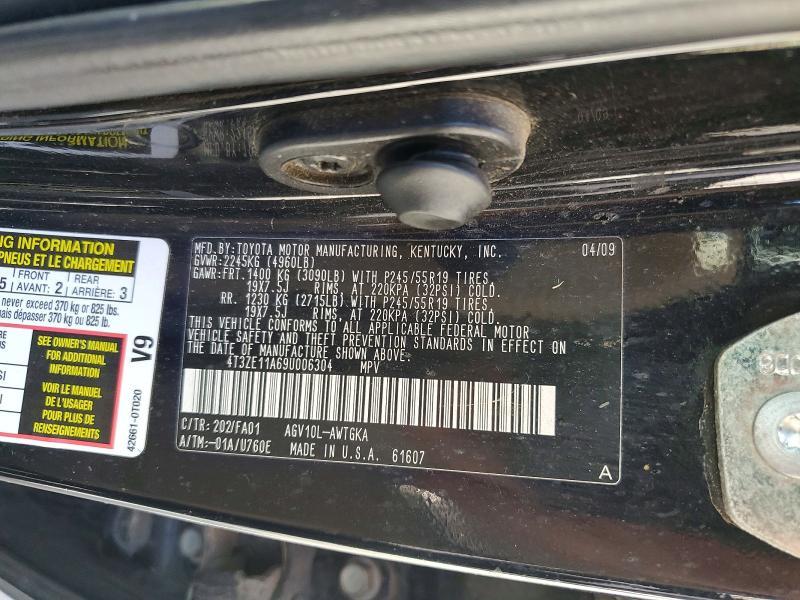 NG INFORMATION
PNEUS ET LE CHARGEMENT
5
FRONT
AVANT: 2
REAR
ARRIÈRE: 3
never exceed 370 kg or 825 lbs.
mais dépasser 370 kg ou 825 lb.
SEE OWNER'S MANUAL
FOR ADDITIONAL
INFORMATION
VOIR LE MANUEL
DE L'USAGER
POUR PLUS DE
RENSEIGNEMENTS
V9
42661-0T020
MFD.BY:TOYOTA MOTOR MANUFACTURING, KENTUCKY, INC. 04/09
GVWR:2245KG (4960LB)
GAWR:FRT. 1400 KG (3090LB) WITH P245/55R19 TIRES
19X7.5J RIMS, AT 220KPA (32PSI) COLD.
RR. 1230 KG (2715LB) WITH P245/55R19 TIRES
19X7.5J RIMS, AT 220KPA (32PSI) COLD.
THIS VEHICLE CONFORMS TO ALL APPLICABLE FEDERAL MOTOR
VEHICLE SAFETY AND THEFT PREVENTION STANDARDS IN EFFECT ON
THE DATE OF MANUFACTURE SHOWN ABOVE.
4T3ZE11A69U006304 MPV
C/TR:202/FA01 AGV10L-AWTGKA
A/TM:-01A/U760E MADE IN U.S.A. 61607
A